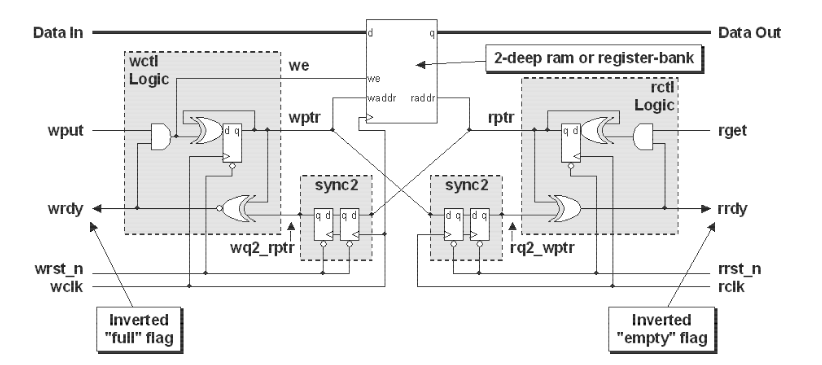 Data In
d
q
Data Out
wctl
Logic
we
2-deep ram or register-bank
rctl
Logic
we
waddr
raddr
wput
d q
wptr
rptr
q d
rget
sync2
sync2
wrdy
q d
q d
d q
d q
rrdy
wq2_rptr
rq2_wptr
wrst_n
rrst_n
wclk
rclk
Inverted
"full" flag
Inverted
"empty" flag